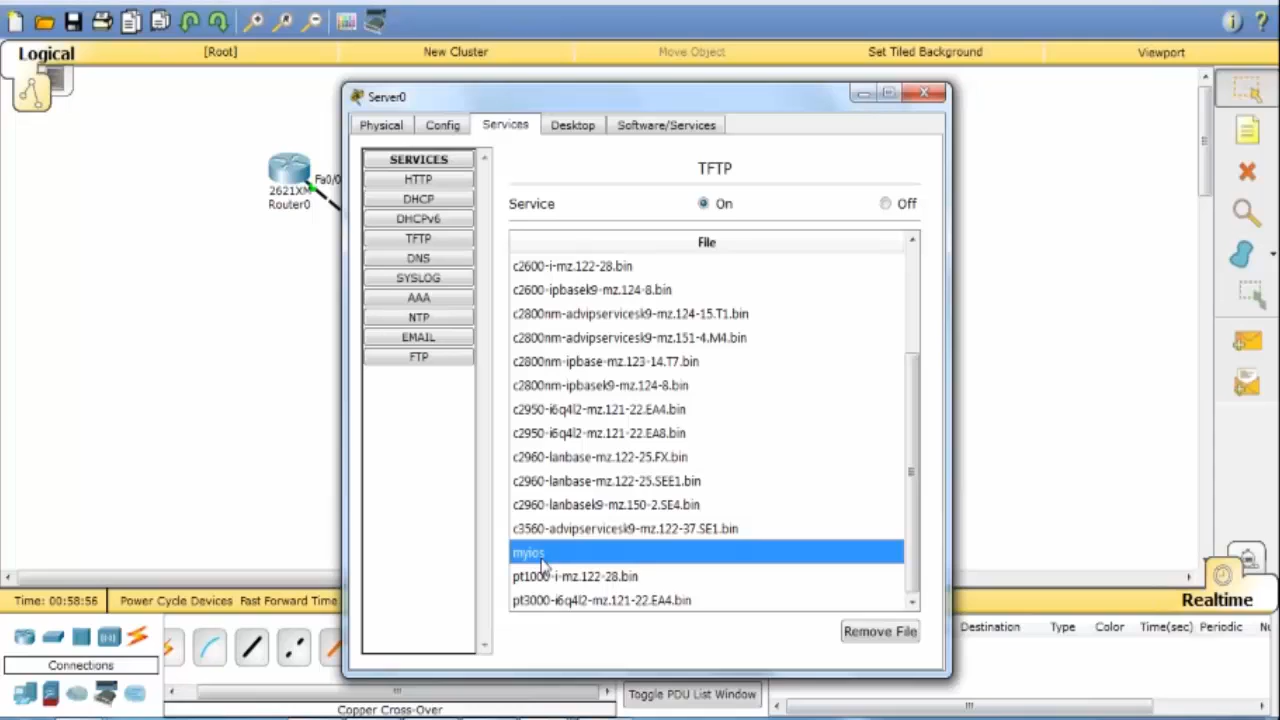 Logical
[Root]
New Cluster
Move Object
Set Tiled Background
Viewport
Server0
Physical
Config
Services
Desktop
Software/Services
SERVICES
HTTP
DHCP
DHCPv6
TFTP
DNS
SYSLOG
AAA
NTP
EMAIL
FTP
TFTP
Service
On
Off
File
c2600-i-mz.122-28.bin
c2600-ipbasek9-mz.124-8.bin
c2800nm-advipservicesk9-mz.124-15.T1.bin
c2800nm-advipservicesk9-mz.151-4.M4.bin
c2800nm-ipbase-mz.123-14.T7.bin
c2800nm-ipbasek9-mz.124-8.bin
c2950-i6q4l2-mz.121-22.EA4.bin
c2950-i6q4l2-mz.121-22.EA8.bin
c2960-lanbase-mz.122-25.FX.bin
c2960-lanbase-mz.122-25.SEE1.bin
c2960-lanbasek9-mz.150-2.SE4.bin
c3560-advipservicesk9-mz.122-37.SE1.bin
myios
pt1000-i-mz.122-28.bin
pt3000-i6q4l2-mz.121-22.EA4.bin
Remove File
Fa0/0
2621XM
Router0
Time: 00:58:56
Power Cycle Devices
Fast Forward Time
Realtime
Connections
Copper Cross-Over
Toggle PDU List Window
Destination
Type
Color
Time(sec)
Periodic
Nu